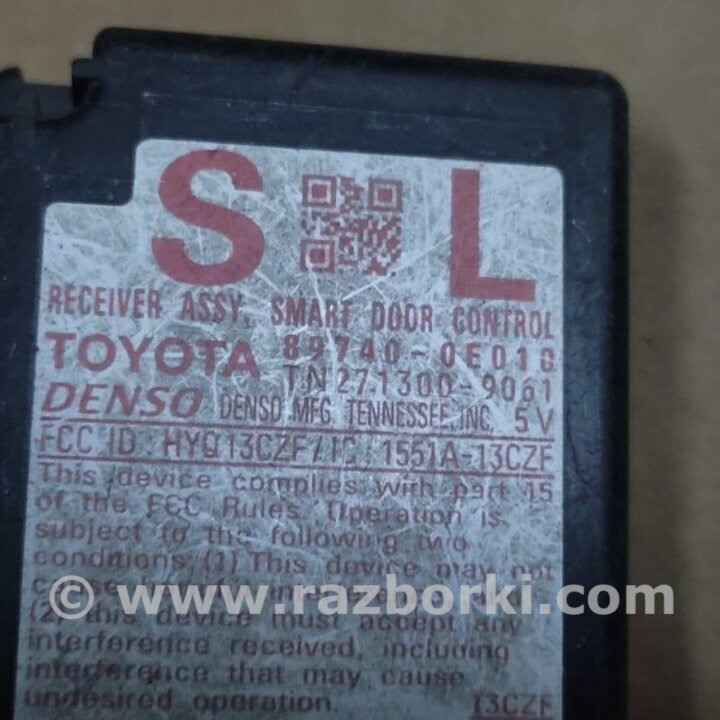 S L
RECEIVER ASSY, SMART DOOR CONTROL
TOYOTA 89740-0E010
DENSO TN 271300-9061
DENSO MFG. TENNESSEE, INC. 5V
FCC ID: HYQ13CZF / IC: 1551A-13CZF
This device complies with part 15
of the FCC Rules. Operation is
subject to the following two
conditions (1) This device may not
© www.razborki.com
(2) this device must accept any
interference received, including
interference that may cause
undesired operation. 13CZF